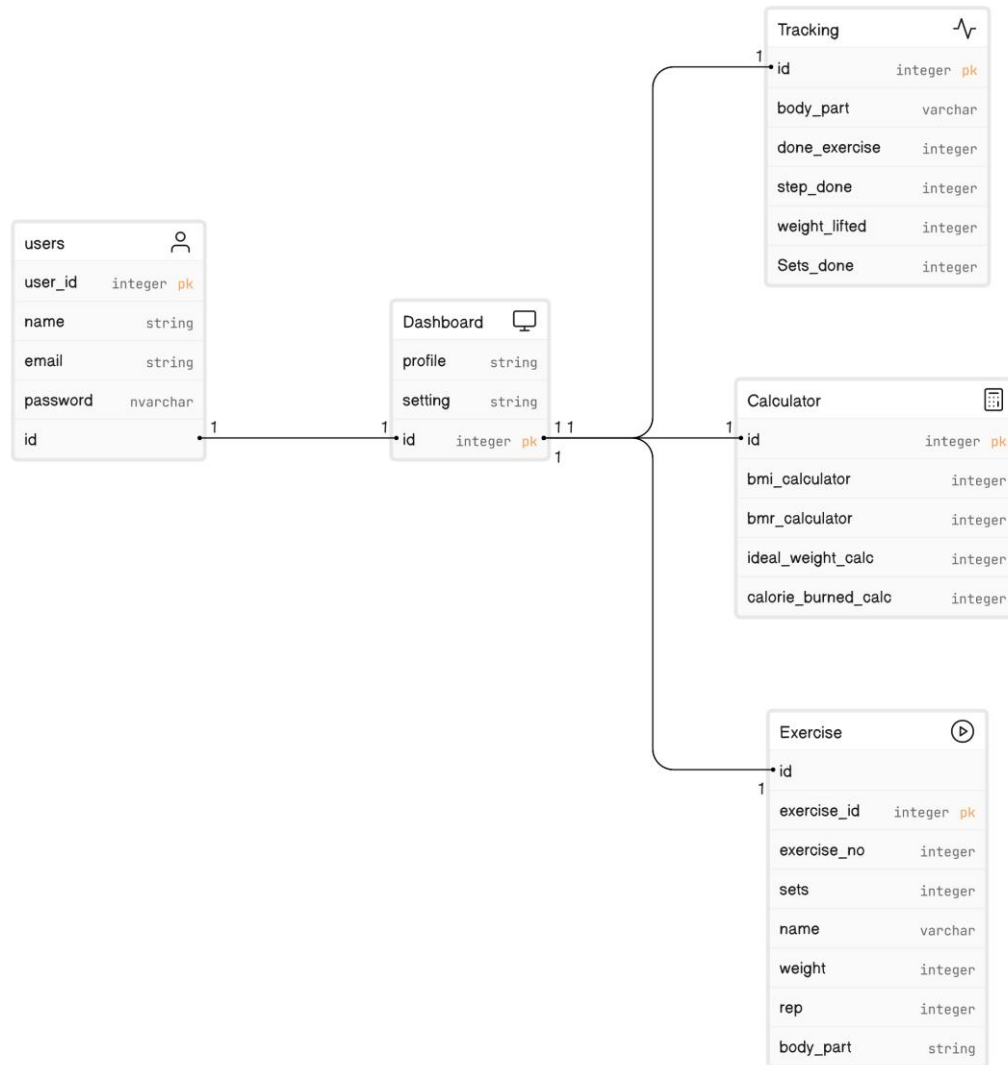 users
user_id integer pk
name string
email string
password nvarchar
id
1
1
Dashboard
profile string
setting string
id integer pk
1 1
1
Tracking
1
id integer pk
body_part varchar
done_exercise integer
step_done integer
weight_lifted integer
Sets_done integer
Calculator
1
id integer pk
bmi_calculator integer
bmr_calculator integer
ideal_weight_calc integer
calorie_burned_calc integer
Exercise
id
1
exercise_id integer pk
exercise_no integer
sets integer
name varchar
weight integer
rep integer
body_part string